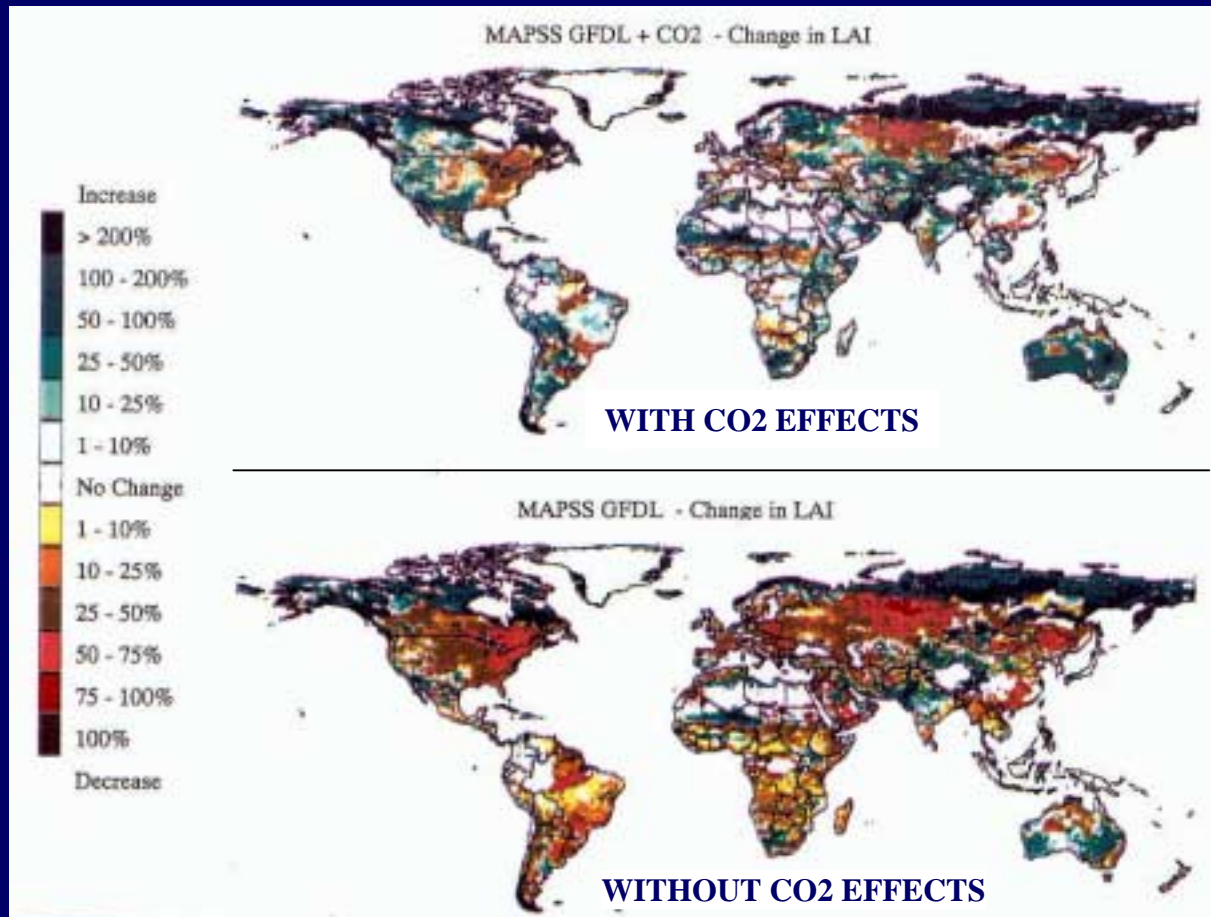 MAPSS GFDL + CO2 - Change in LAI
Increase
> 200%
100 - 200%
50 - 100%
25 - 50%
10 - 25%
1 - 10%
No Change
1 - 10%
10 - 25%
25 - 50%
50 - 75%
75 - 100%
100%
Decrease
WITH CO2 EFFECTS
MAPSS GFDL - Change in LAI
WITHOUT CO2 EFFECTS